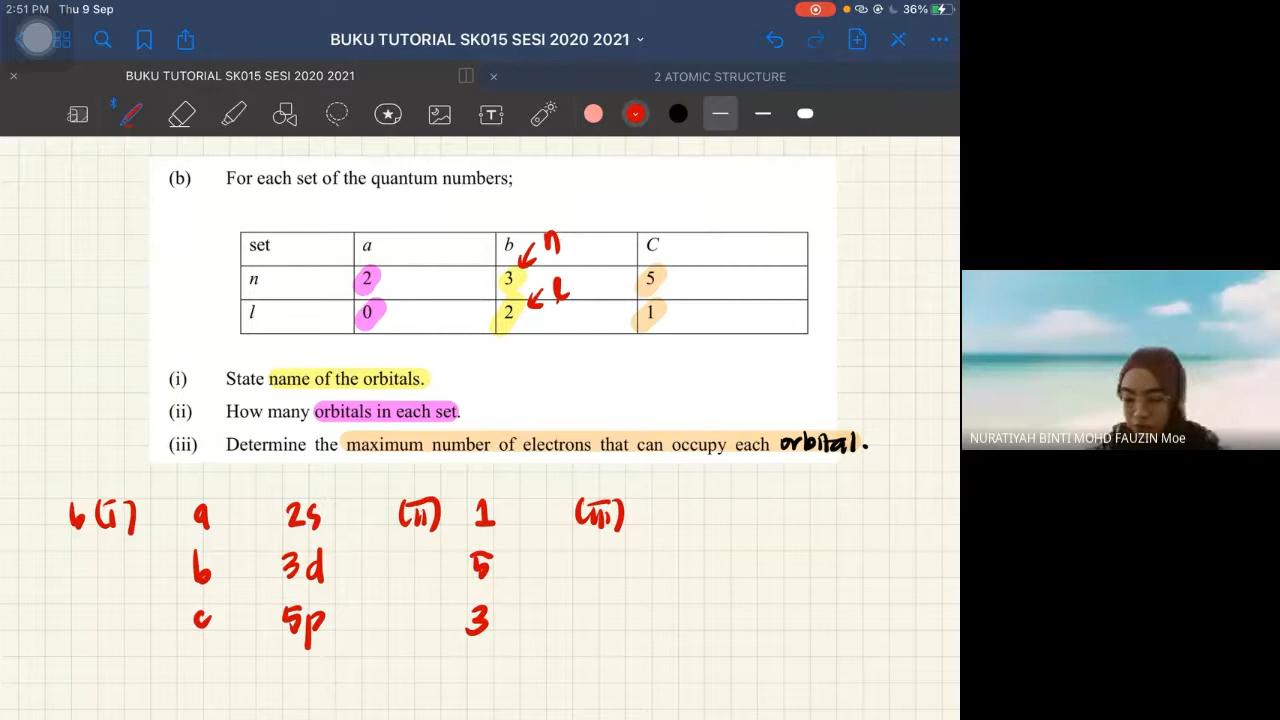 2:51 PM Thu 9 Sep 36%
BUKU TUTORIAL SK015 SESI 2020 2021
BUKU TUTORIAL SK015 SESI 2020 2021 2 ATOMIC STRUCTURE
(b) For each set of the quantum numbers;
n
set a b C
n 2 3 5
l
l 0 2 1
(i) State name of the orbitals.
(ii) How many orbitals in each set.
(iii) Determine the maximum number of electrons that can occupy each orbital.
NURATIYAH BINTI MOHD FAUZIN Moe
b (i) a 2s (ii) 1 (iii)
b 3d 5
c 5p 3